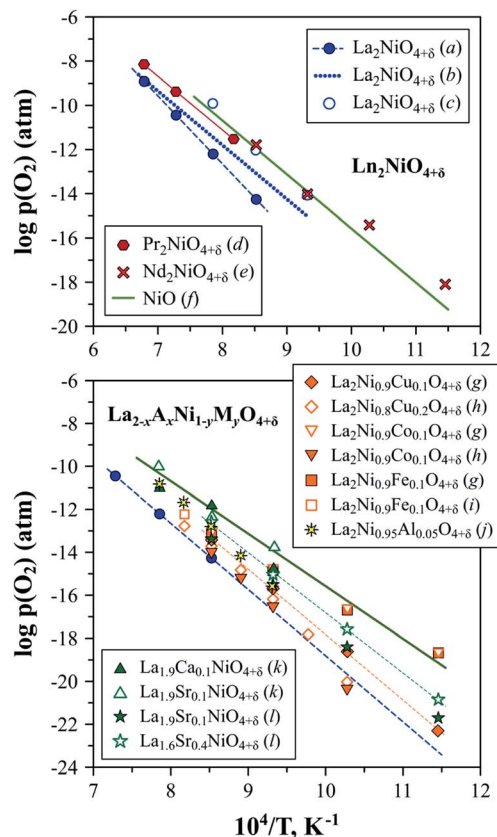 -6
-8
-10
-12
-14
-16
-18
-20
log p(O₂) (atm)
La₂NiO₄₊δ (a)
La₂NiO₄₊δ (b)
La₂NiO₄₊δ (c)
Ln₂NiO₄₊δ
Pr₂NiO₄₊δ (d)
Nd₂NiO₄₊δ (e)
NiO (f)
6 7 8 9 10 11 12
-6
-8
-10
-12
-14
-16
-18
-20
-22
-24
log p(O₂) (atm)
La₂₋ₓAₓNi₁₋yMyO₄₊δ
La₂Ni₀.₉Cu₀.₁O₄₊δ (g)
La₂Ni₀.₈Cu₀.₂O₄₊δ (h)
La₂Ni₀.₉Co₀.₁O₄₊δ (g)
La₂Ni₀.₉Co₀.₁O₄₊δ (h)
La₂Ni₀.₉Fe₀.₁O₄₊δ (g)
La₂Ni₀.₉Fe₀.₁O₄₊δ (i)
La₂Ni₀.₉₅Al₀.₀₅O₄₊δ (j)
La₁.₉Ca₀.₁NiO₄₊δ (k)
La₁.₉Sr₀.₁NiO₄₊δ (k)
La₁.₉Sr₀.₁NiO₄₊δ (l)
La₁.₆Sr₀.₄NiO₄₊δ (l)
7 8 9 10 11 12
10⁴/T, K⁻¹